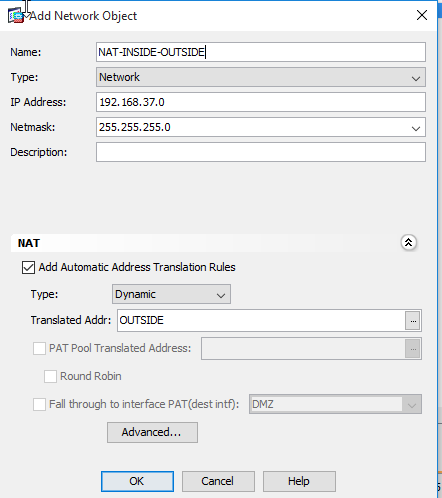 Add Network Object
Name: NAT-INSIDE-OUTSIDE
Type: Network
IP Address: 192.168.37.0
Netmask: 255.255.255.0
Description:
NAT
Add Automatic Address Translation Rules
Type: Dynamic
Translated Addr: OUTSIDE ...
PAT Pool Translated Address: ...
Round Robin
Fall through to interface PAT(dest intf): DMZ
Advanced...
OK Cancel Help